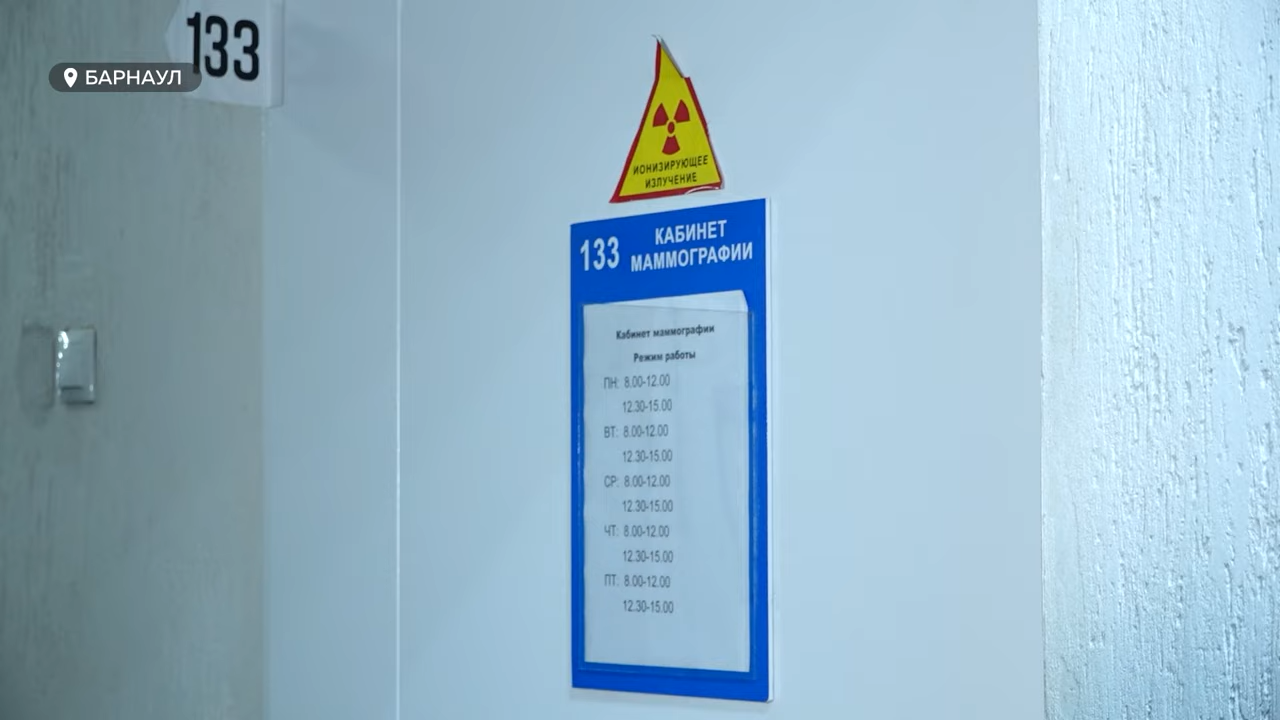 133
БАРНАУЛ
ИОНИЗИРУЮЩЕЕ
ИЗЛУЧЕНИЕ
133
КАБИНЕТ
МАММОГРАФИИ
Кабинет маммографии
Режим работы
ПН: 8.00-12.00
12.30-15.00
ВТ: 8.00-12.00
12.30-15.00
СР: 8.00-12.00
12.30-15.00
ЧТ: 8.00-12.00
12.30-15.00
ПТ: 8.00-12.00
12.30-15.00